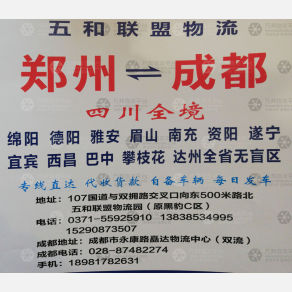 五和联盟物流
郑州⇌成都
四川全境
绵阳 德阳 雅安 眉山 南充 资阳 遂宁
宜宾 西昌 巴中 攀枝花 达州全省无盲区
专线直达 代收货款 自备车辆 每日发车
地址：107国道与双拥路交叉口向东500米路北
五和联盟物流园（原黑豹C区）
电话：0371-55925910 13838534995
15290873507
成都地址：成都市永康路磊达物流中心（双流）
成都电话：028-87482274
手机：18981782631